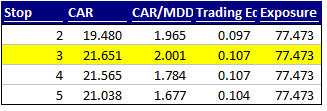 Stop CAR CAR/MDD Trading Ed Exposure
2 19.480 1.965 0.097 77.473
3 21.651 2.001 0.107 77.473
4 21.565 1.784 0.107 77.473
5 21.038 1.677 0.104 77.473